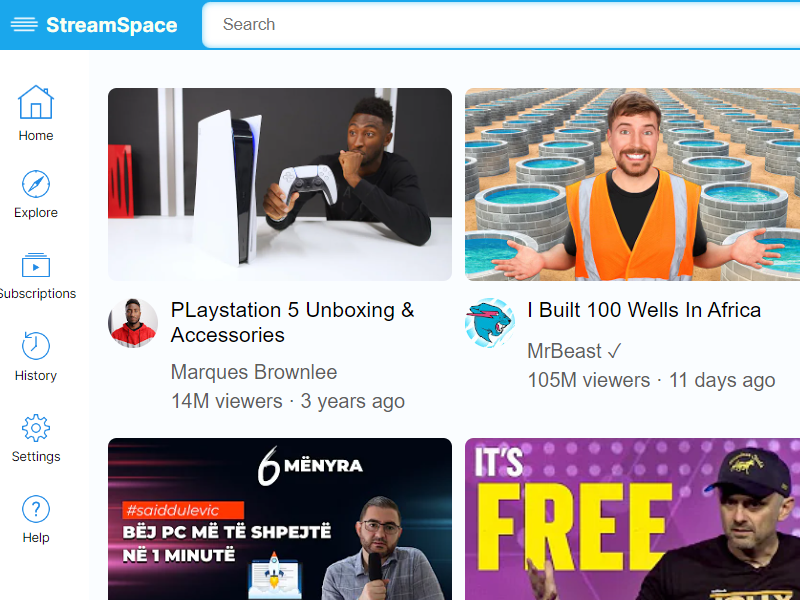 StreamSpace
Search
Home
Explore
Subscriptions
History
Settings
Help
PLaystation 5 Unboxing &
Accessories
Marques Brownlee
14M viewers · 3 years ago
I Built 100 Wells In Africa
MrBeast ✓
105M viewers · 11 days ago
6 MËNYRA
#saiddulevic
BËJ PC MË TË SHPEJTË
NË 1 MINUTË
IT'S
FREE